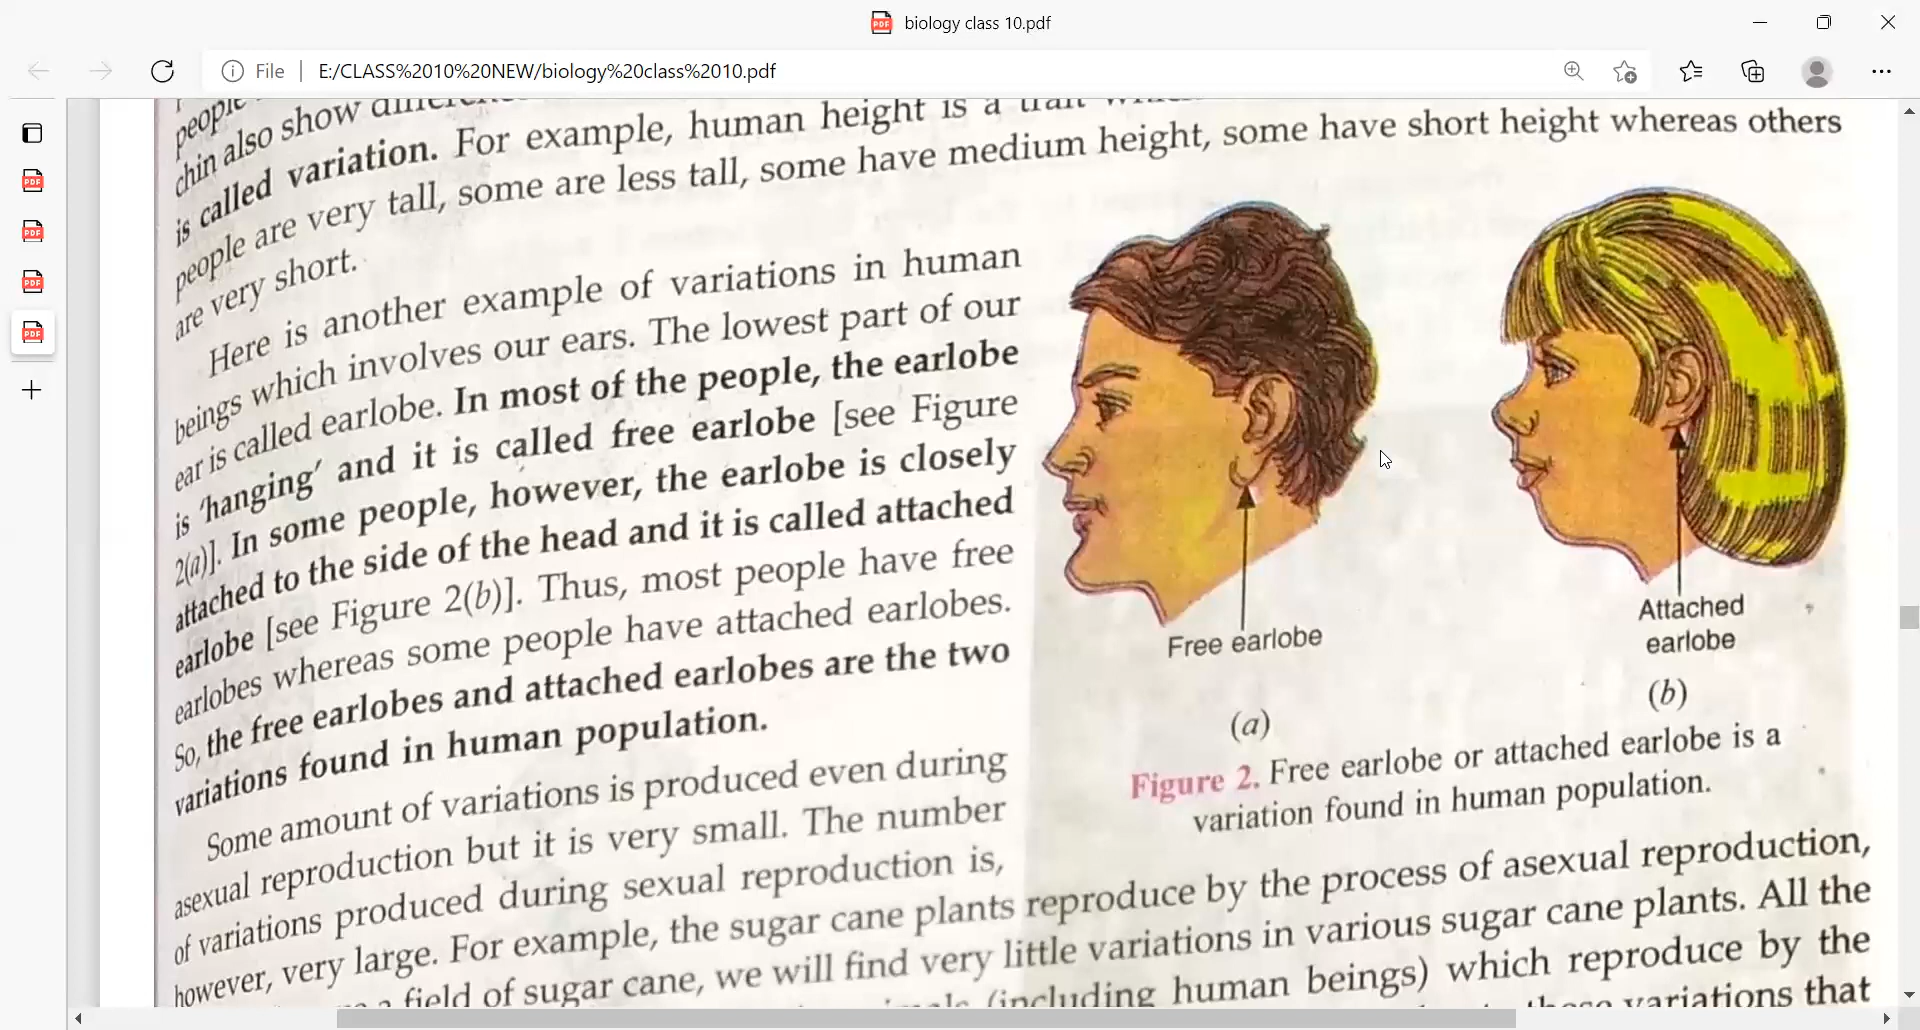 biology class 10.pdf
File | E:/CLASS%2010%20NEW/biology%20class%2010.pdf
people
chin also show
is called variation. For example, human height is a trait
people are very tall, some are less tall, some have medium height, some have short height whereas others
are very short.
Here is another example of variations in human
beings which involves our ears. The lowest part of our
ear is called earlobe. In most of the people, the earlobe
is 'hanging' and it is called free earlobe [see Figure
2(a)]. In some people, however, the earlobe is closely
attached to the side of the head and it is called attached
earlobe [see Figure 2(b)]. Thus, most people have free
earlobes whereas some people have attached earlobes.
So, the free earlobes and attached earlobes are the two
variations found in human population.
Free earlobe
(a)
Attached
earlobe
(b)
Figure 2. Free earlobe or attached earlobe is a
variation found in human population.
Some amount of variations is produced even during
asexual reproduction but it is very small. The number
of variations produced during sexual reproduction is,
however, very large. For example, the sugar cane plants reproduce by the process of asexual reproduction,
field of sugar cane, we will find very little variations in various sugar cane plants. All the
(including human beings) which reproduce by the
variations that